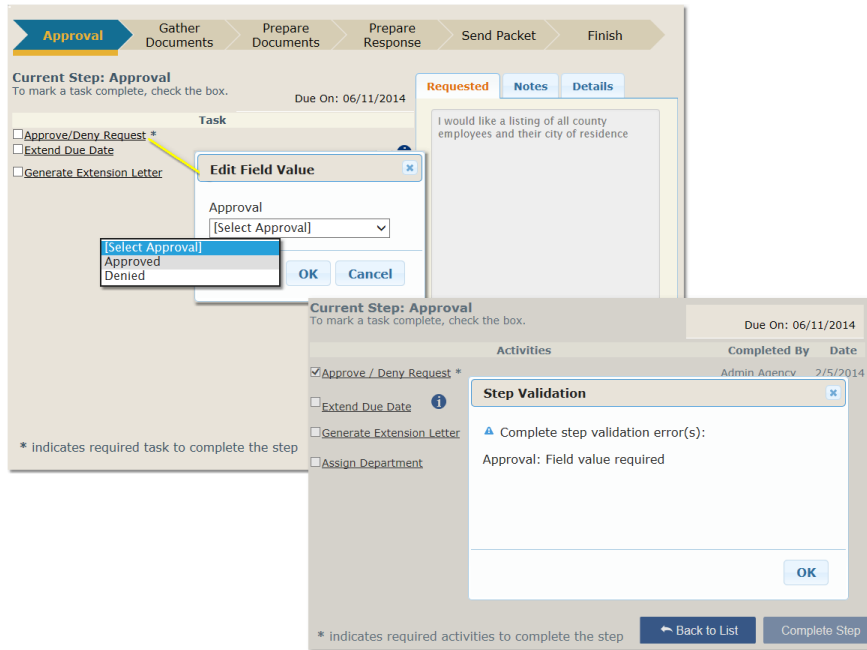 Approval
Gather
Documents
Prepare
Documents
Prepare
Response
Send Packet
Finish
Current Step: Approval
To mark a task complete, check the box.
Due On: 06/11/2014
Task
Approve/Deny Request *
Extend Due Date
Generate Extension Letter
Requested Notes Details
I would like a listing of all county
employees and their city of residence
Edit Field Value
Approval
[Select Approval]
[Select Approval]
Approved
Denied
OK Cancel
* indicates required task to complete the step
Current Step: Approval
To mark a task complete, check the box.
Due On: 06/11/2014
Activities Completed By Date
Approve / Deny Request * Admin Agency 2/5/2014
Extend Due Date
Generate Extension Letter
Assign Department
Step Validation
Complete step validation error(s):
Approval: Field value required
OK
* indicates required activities to complete the step
Back to List
Complete Step